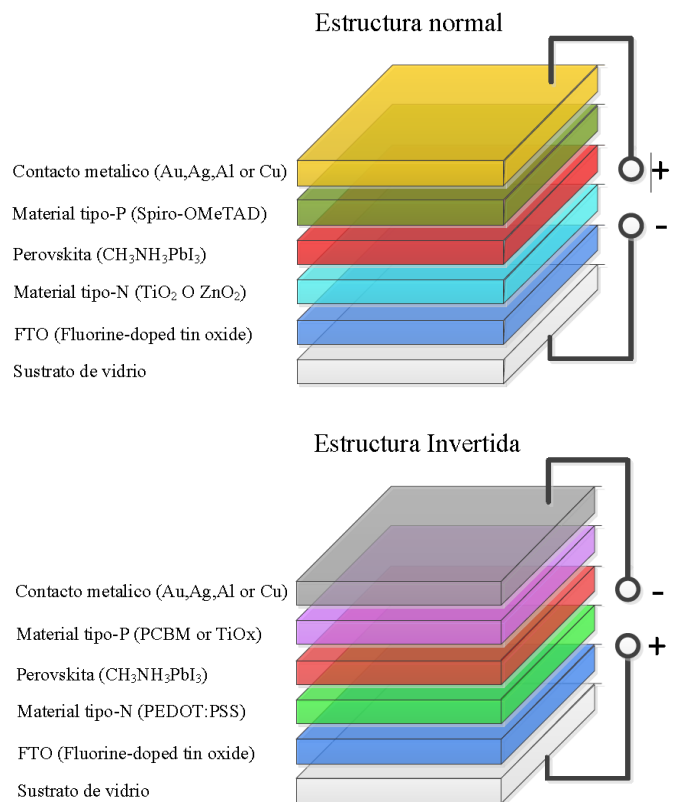 Estructura normal
Contacto metalico (Au,Ag,Al or Cu)
+
Material tipo-P (Spiro-OMeTAD)
-
Perovskita (CH₃NH₃PbI₃)
Material tipo-N (TiO₂ O ZnO₂)
FTO (Fluorine-doped tin oxide)
Sustrato de vidrio
Estructura Invertida
Contacto metalico (Au,Ag,Al or Cu)
-
Material tipo-P (PCBM or TiOx)
+
Perovskita (CH₃NH₃PbI₃)
Material tipo-N (PEDOT:PSS)
FTO (Fluorine-doped tin oxide)
Sustrato de vidrio